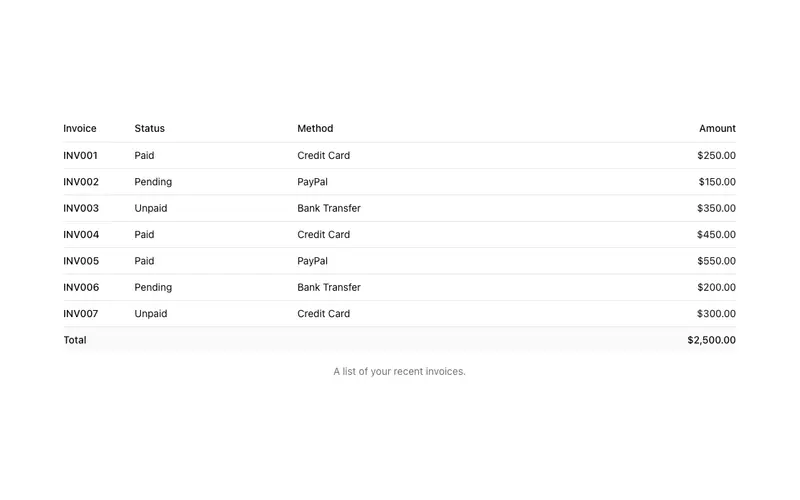 Invoice Status Method Amount
INV001 Paid Credit Card $250.00
INV002 Pending PayPal $150.00
INV003 Unpaid Bank Transfer $350.00
INV004 Paid Credit Card $450.00
INV005 Paid PayPal $550.00
INV006 Pending Bank Transfer $200.00
INV007 Unpaid Credit Card $300.00
Total $2,500.00
A list of your recent invoices.